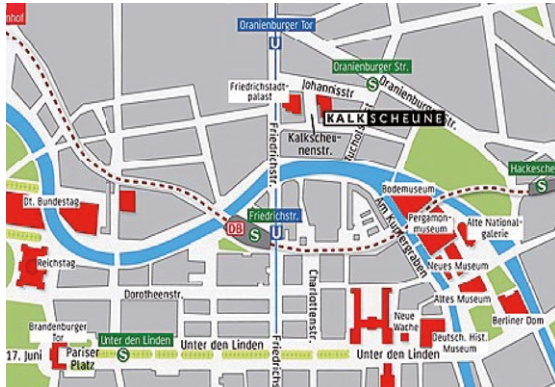 Oranienburger Tor
U
nhof
Oranienburger Str.
S
Friedrichstadt-
palast
Johannisstr
Oranienburger Str.
KALKSCHEUNE
Friedrichstr.
Kalkscheu-
nenstr.
Tucholskystr
Hackesche
S
Bodemuseum
Dt. Bundestag
Friedrichstr.
DB
S
U
Am Kupfergraben
Pergamon-
museum
Alte National-
galerie
Reichstag
Neues Museum
Dorotheenstr.
Charlottenstr.
Altes Museum
Berliner Dom
Brandenburger
Tor
Unter den Linden
Neue
Wache
17. Juni
Pariser
Platz
S
Unter den Linden
Friedrichs
Unter den Linden
Deutsch. Hist.
Museum